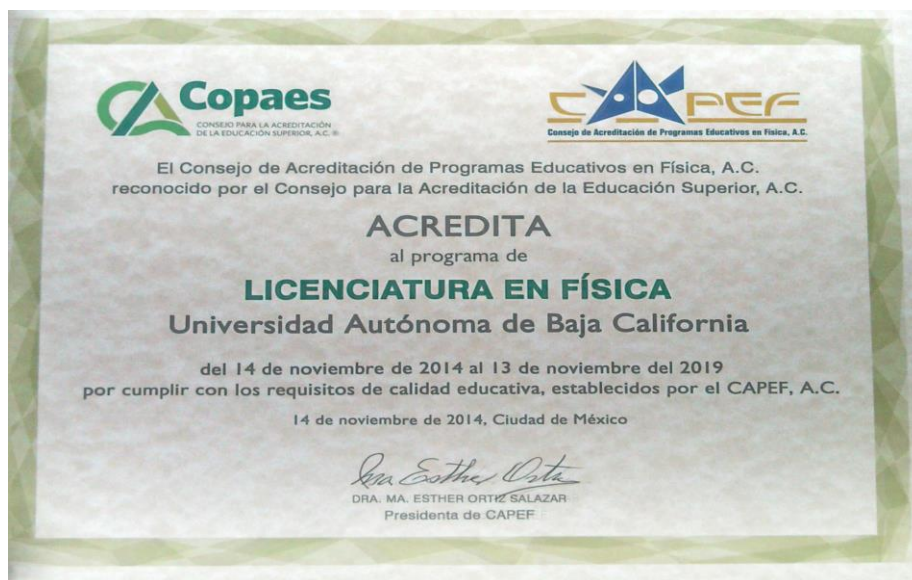 Copaes
CONSEJO PARA LA ACREDITACIÓN
DE LA EDUCACIÓN SUPERIOR, A.C. ®
CAPEF
Consejo de Acreditación de Programas Educativos en Física, A.C.
El Consejo de Acreditación de Programas Educativos en Física, A.C.
reconocido por el Consejo para la Acreditación de la Educación Superior, A.C.
ACREDITA
al programa de
LICENCIATURA EN FÍSICA
Universidad Autónoma de Baja California
del 14 de noviembre de 2014 al 13 de noviembre del 2019
por cumplir con los requisitos de calidad educativa, establecidos por el CAPEF, A.C.
14 de noviembre de 2014, Ciudad de México
Ma Esther Ortiz
DRA. MA. ESTHER ORTIZ SALAZAR
Presidenta de CAPEF